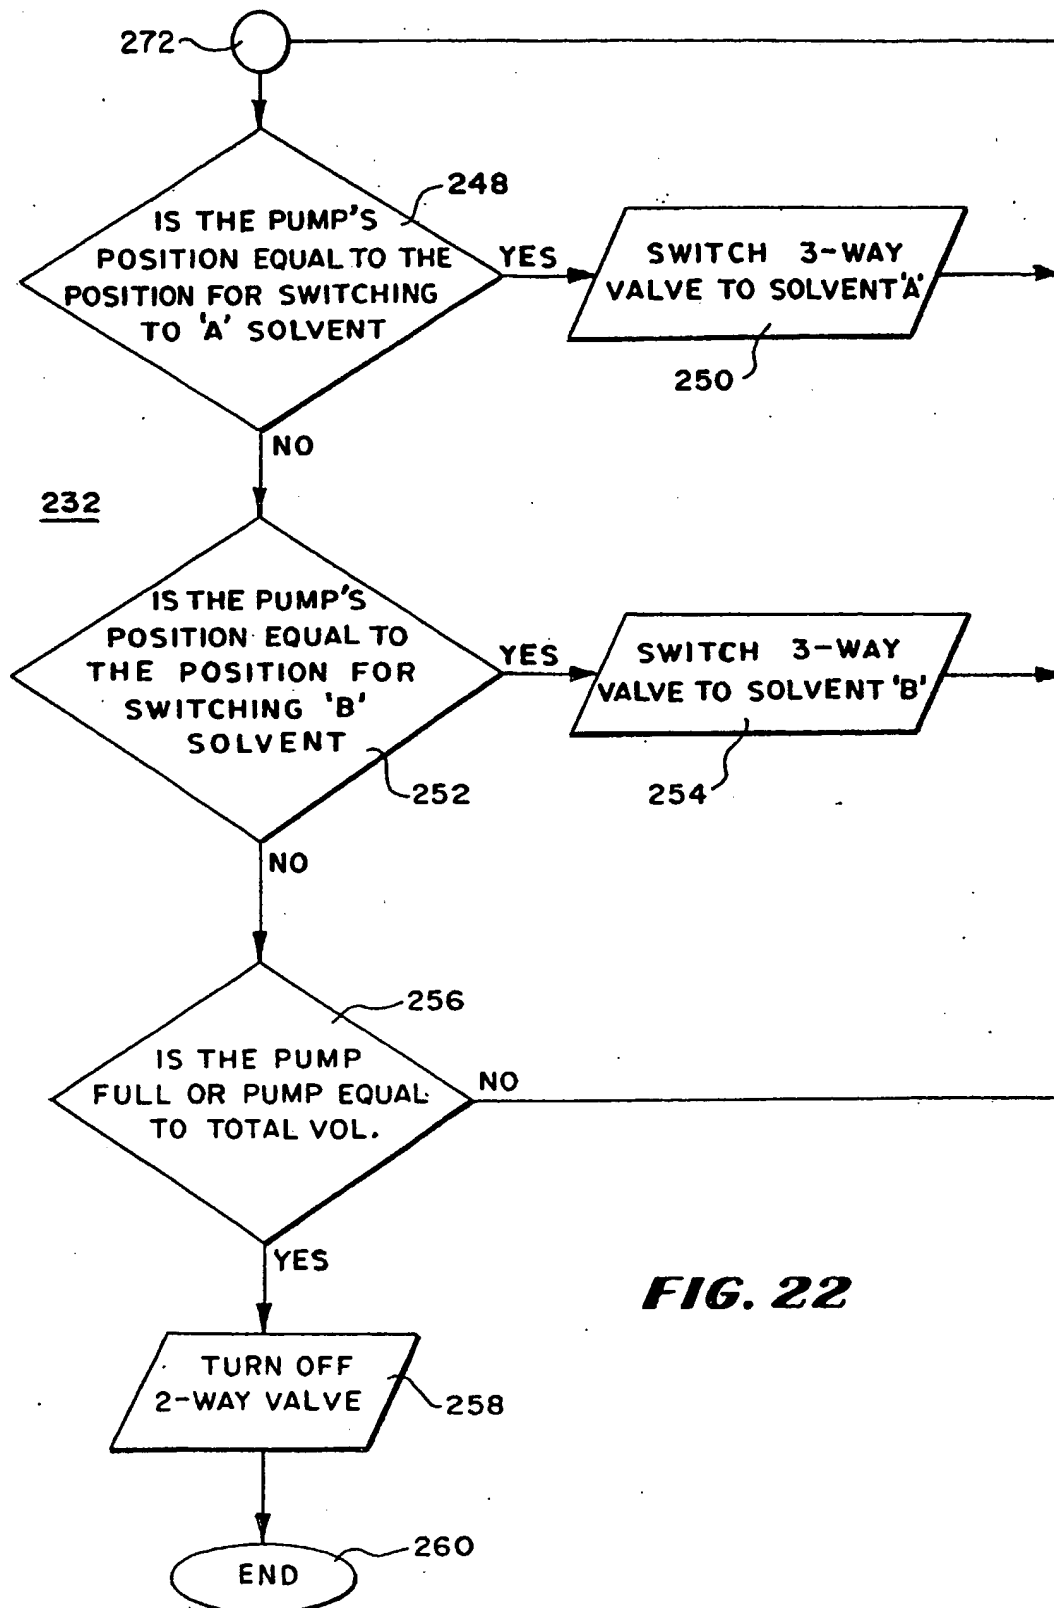 272
248
IS THE PUMP'S
POSITION EQUAL TO THE
POSITION FOR SWITCHING
TO 'A' SOLVENT
YES
SWITCH 3-WAY
VALVE TO SOLVENT 'A'
250
NO
232
IS THE PUMP'S
POSITION EQUAL TO
THE POSITION FOR
SWITCHING 'B'
SOLVENT
252
YES
SWITCH 3-WAY
VALVE TO SOLVENT 'B'
254
NO
256
IS THE PUMP
FULL OR PUMP EQUAL
TO TOTAL VOL.
NO
YES
FIG. 22
TURN OFF
2-WAY VALVE
258
260
END